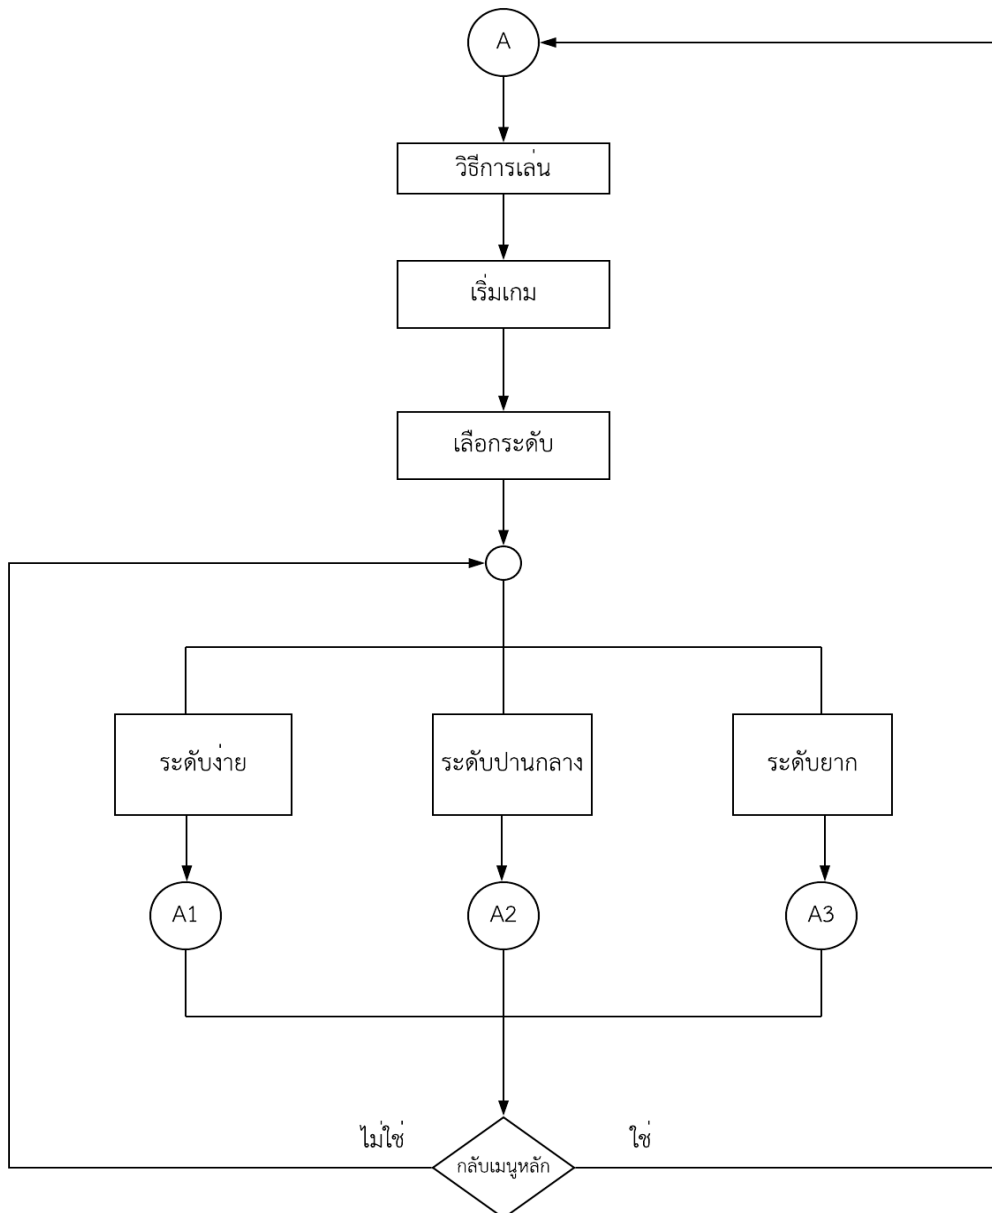 A
วิธีการเล่น
เริ่มเกม
เลือกระดับ
ระดับง่าย
ระดับปานกลาง
ระดับยาก
A1
A2
A3
ไม่ใช่
ใช่
กลับเมนูหลัก